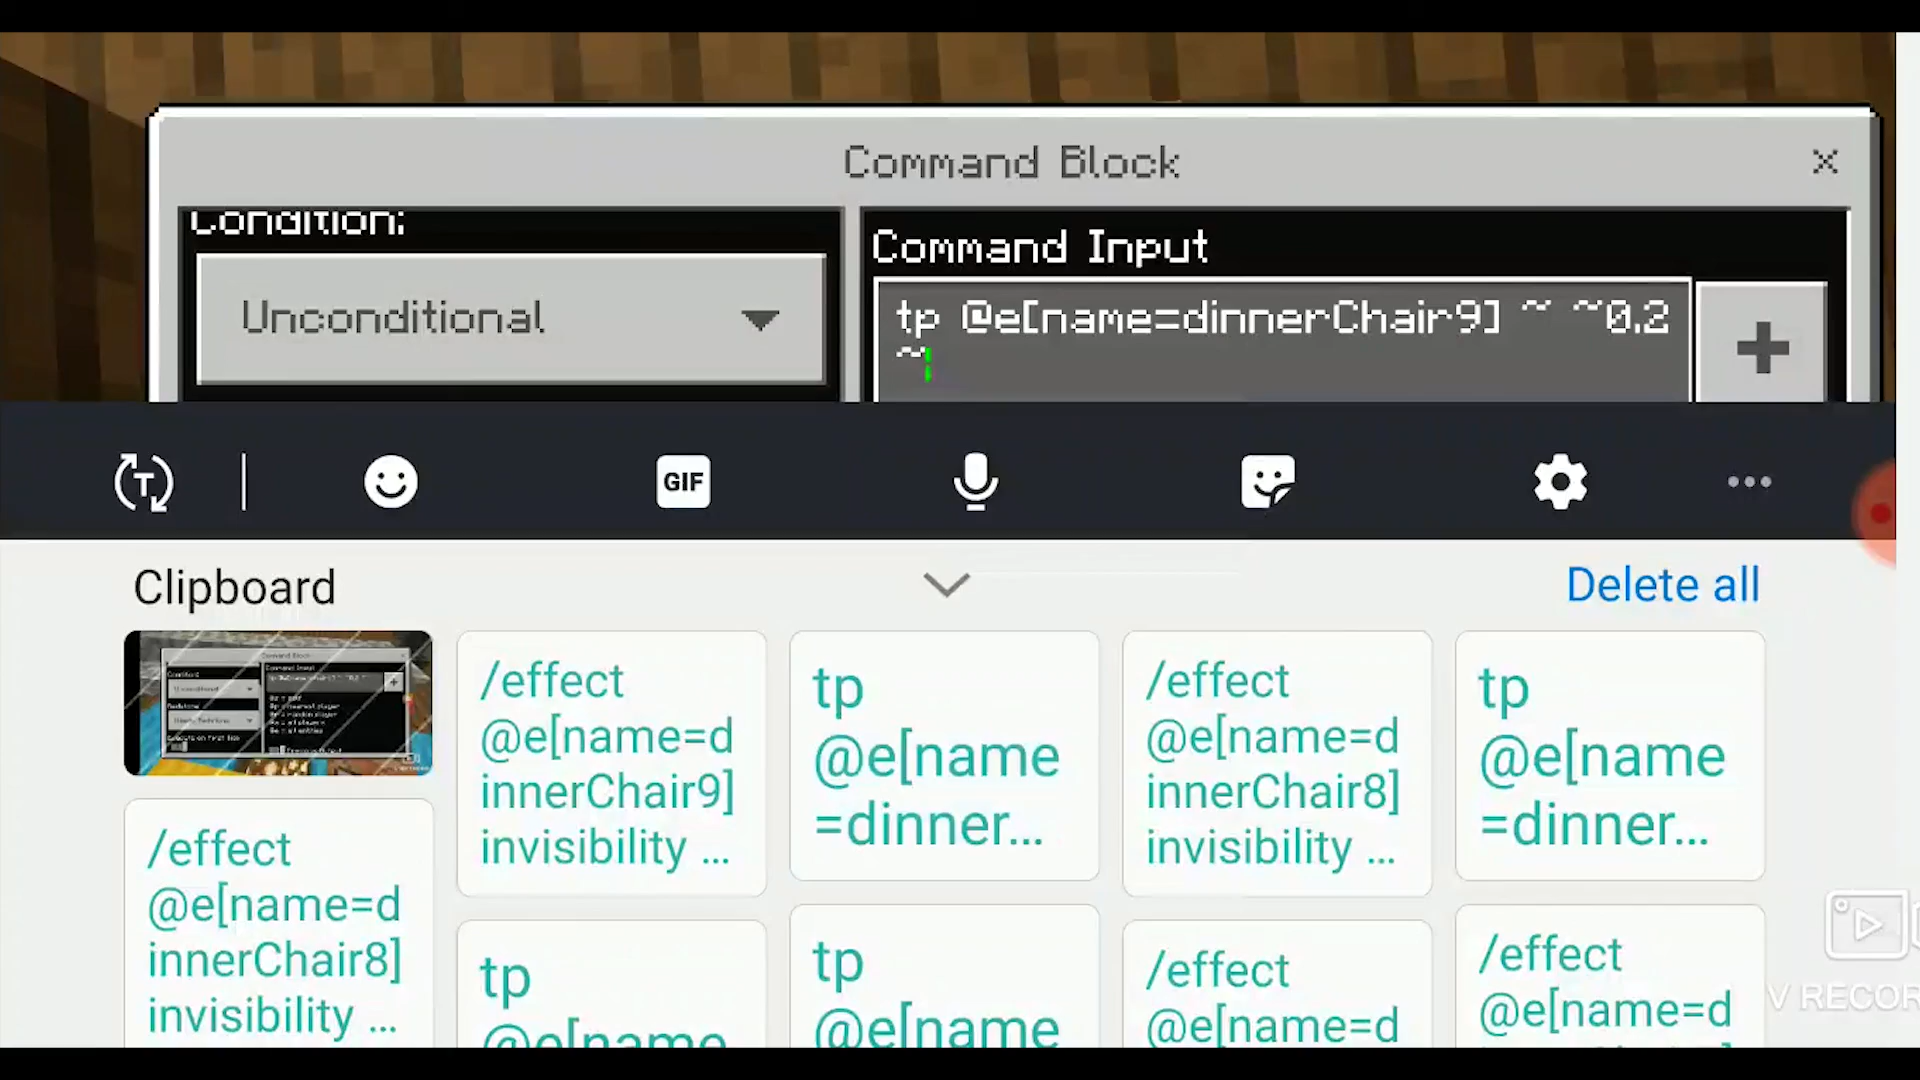 Command Block
Condition:
Unconditional
Command Input
tp @e[name=dinnerChair9] ~ ~0.2
~
GIF
Clipboard
Delete all
/effect
@e[name=d
innerChair9]
invisibility ...
tp
@e[name
=dinner...
/effect
@e[name=d
innerChair8]
invisibility ...
tp
@e[name
=dinner...
/effect
@e[name=d
innerChair8]
invisibility ...
tp
@e[name
tp
@e[name
/effect
@e[name=d
/effect
@e[name=d
V RECOR